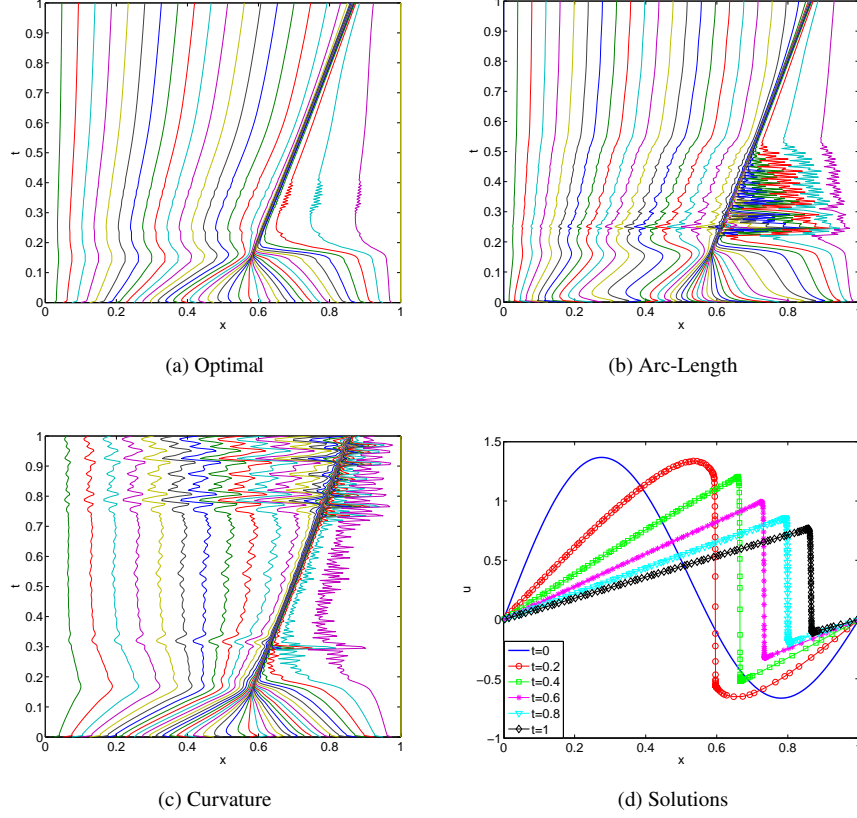 1
0.9
0.8
0.7
0.6
0.5
0.4
0.3
0.2
0.1
0
t
0 0.2 0.4 0.6 0.8 1
x
(a) Optimal
1
0.9
0.8
0.7
0.6
0.5
0.4
0.3
0.2
0.1
0
t
0 0.2 0.4 0.6 0.8 1
x
(b) Arc-Length
1
0.9
0.8
0.7
0.6
0.5
0.4
0.3
0.2
0.1
0
t
0 0.2 0.4 0.6 0.8 1
x
(c) Curvature
1.5
1
0.5
0
−0.5
−1
u
t=0
t=0.2
t=0.4
t=0.6
t=0.8
t=1
0 0.2 0.4 0.6 0.8 1
x
(d) Solutions